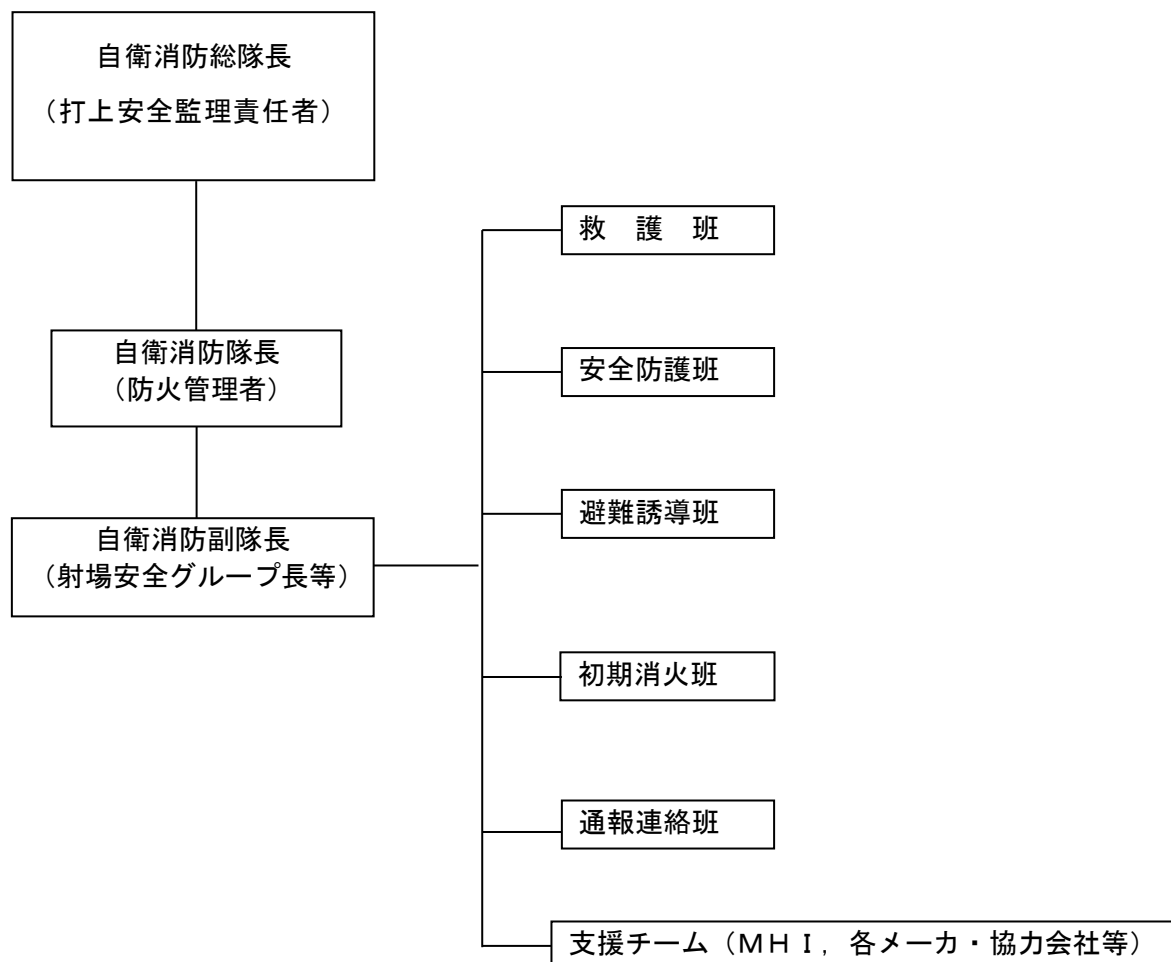 自衛消防総隊長
（打上安全監理責任者）
自衛消防隊長
（防火管理者）
自衛消防副隊長
（射場安全グループ長等）
救　護　班
安全防護班
避難誘導班
初期消火班
通報連絡班
支援チーム（ＭＨＩ，各メーカ・協力会社等）